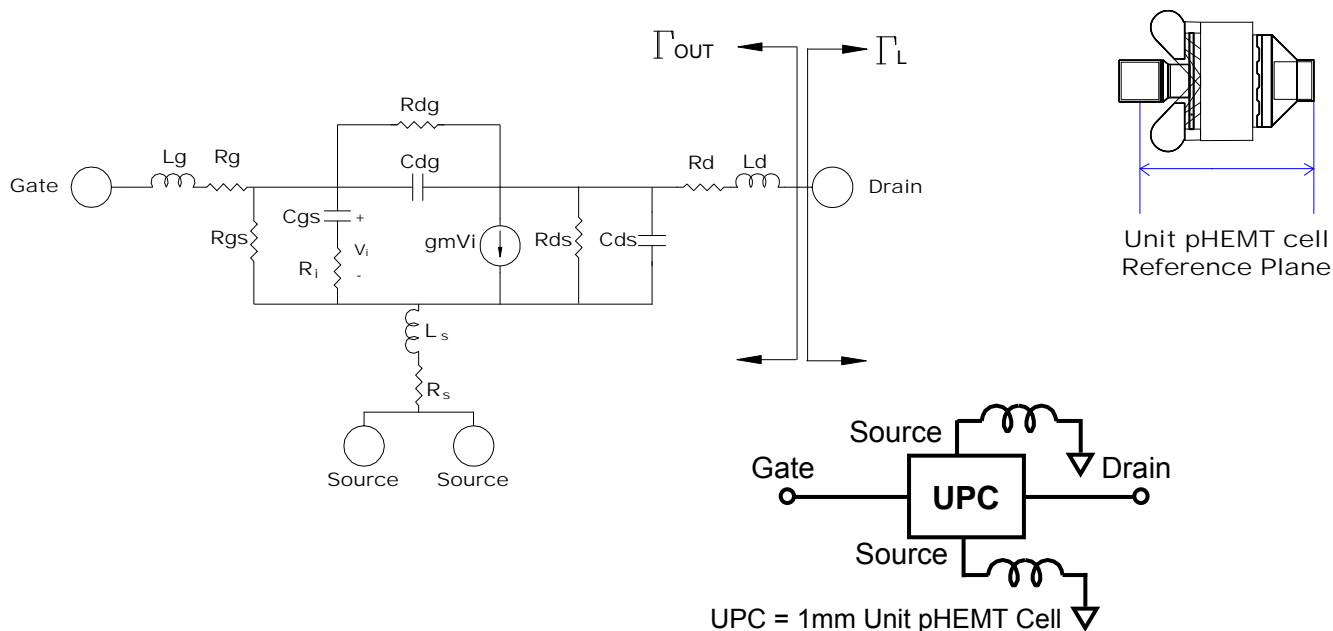 ΓOUT
ΓL
Rdg
Lg
Rg
Cdg
Rd
Ld
Gate
Drain
Cgs
+
Rgs
Vi
gmVi
Rds
Cds
Ri
-
Ls
Rs
Source
Source
Unit pHEMT cell
Reference Plane
Source
Gate
Drain
UPC
Source
UPC = 1mm Unit pHEMT Cell